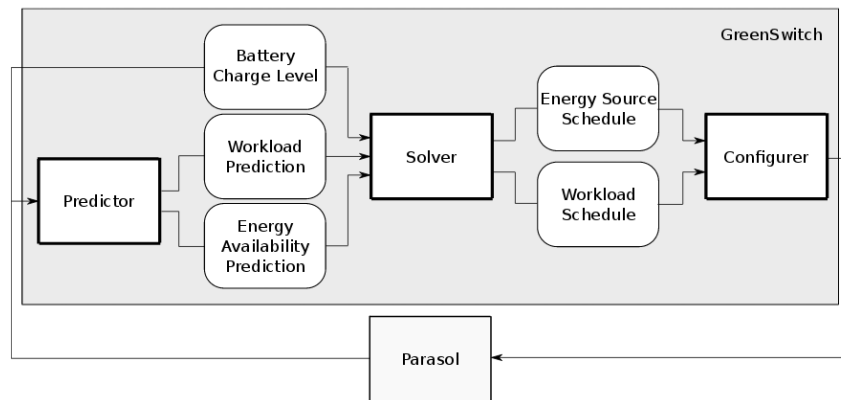 GreenSwitch
Battery
Charge Level
Workload
Prediction
Energy
Availability
Prediction
Predictor
Solver
Energy Source
Schedule
Workload
Schedule
Configurer
Parasol